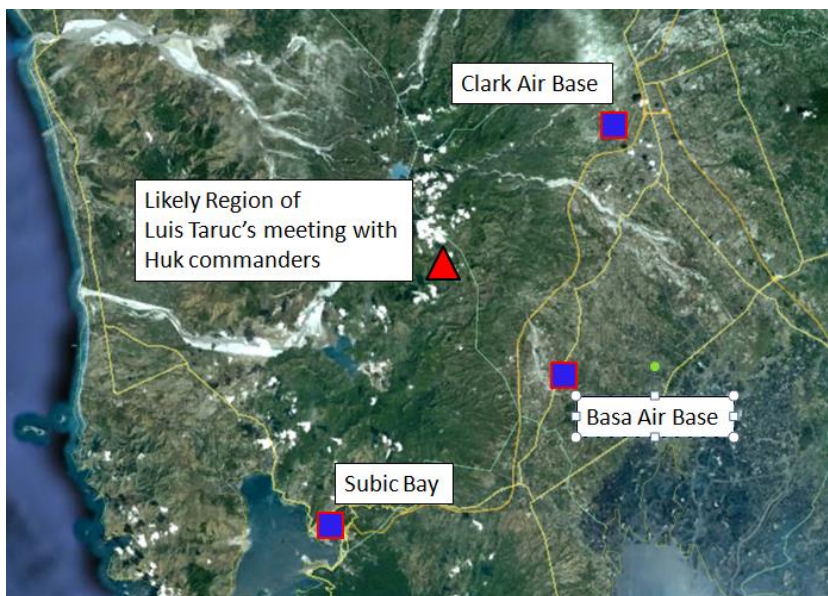 Clark Air Base
Likely Region of
Luis Taruc's meeting with
Huk commanders
Basa Air Base
Subic Bay